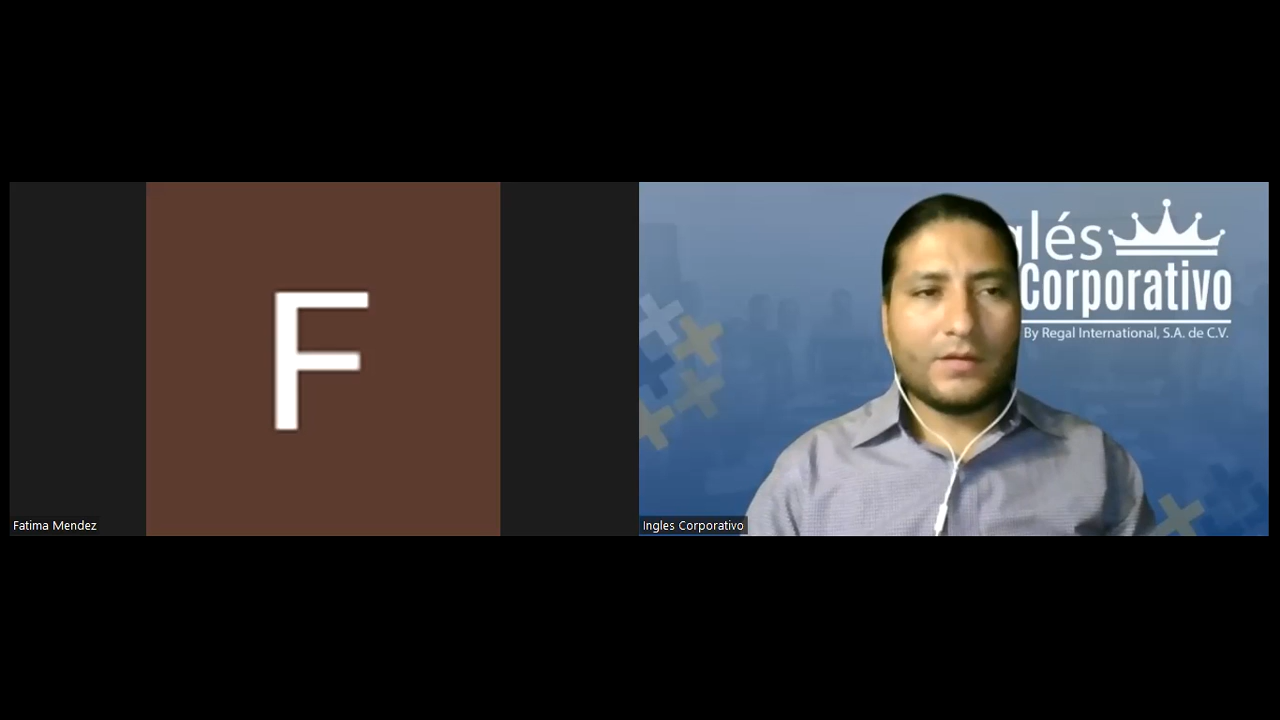 F
Fatima Mendez
glés
Corporativo
By Regal International, S.A. de C.V.
Ingles Corporativo